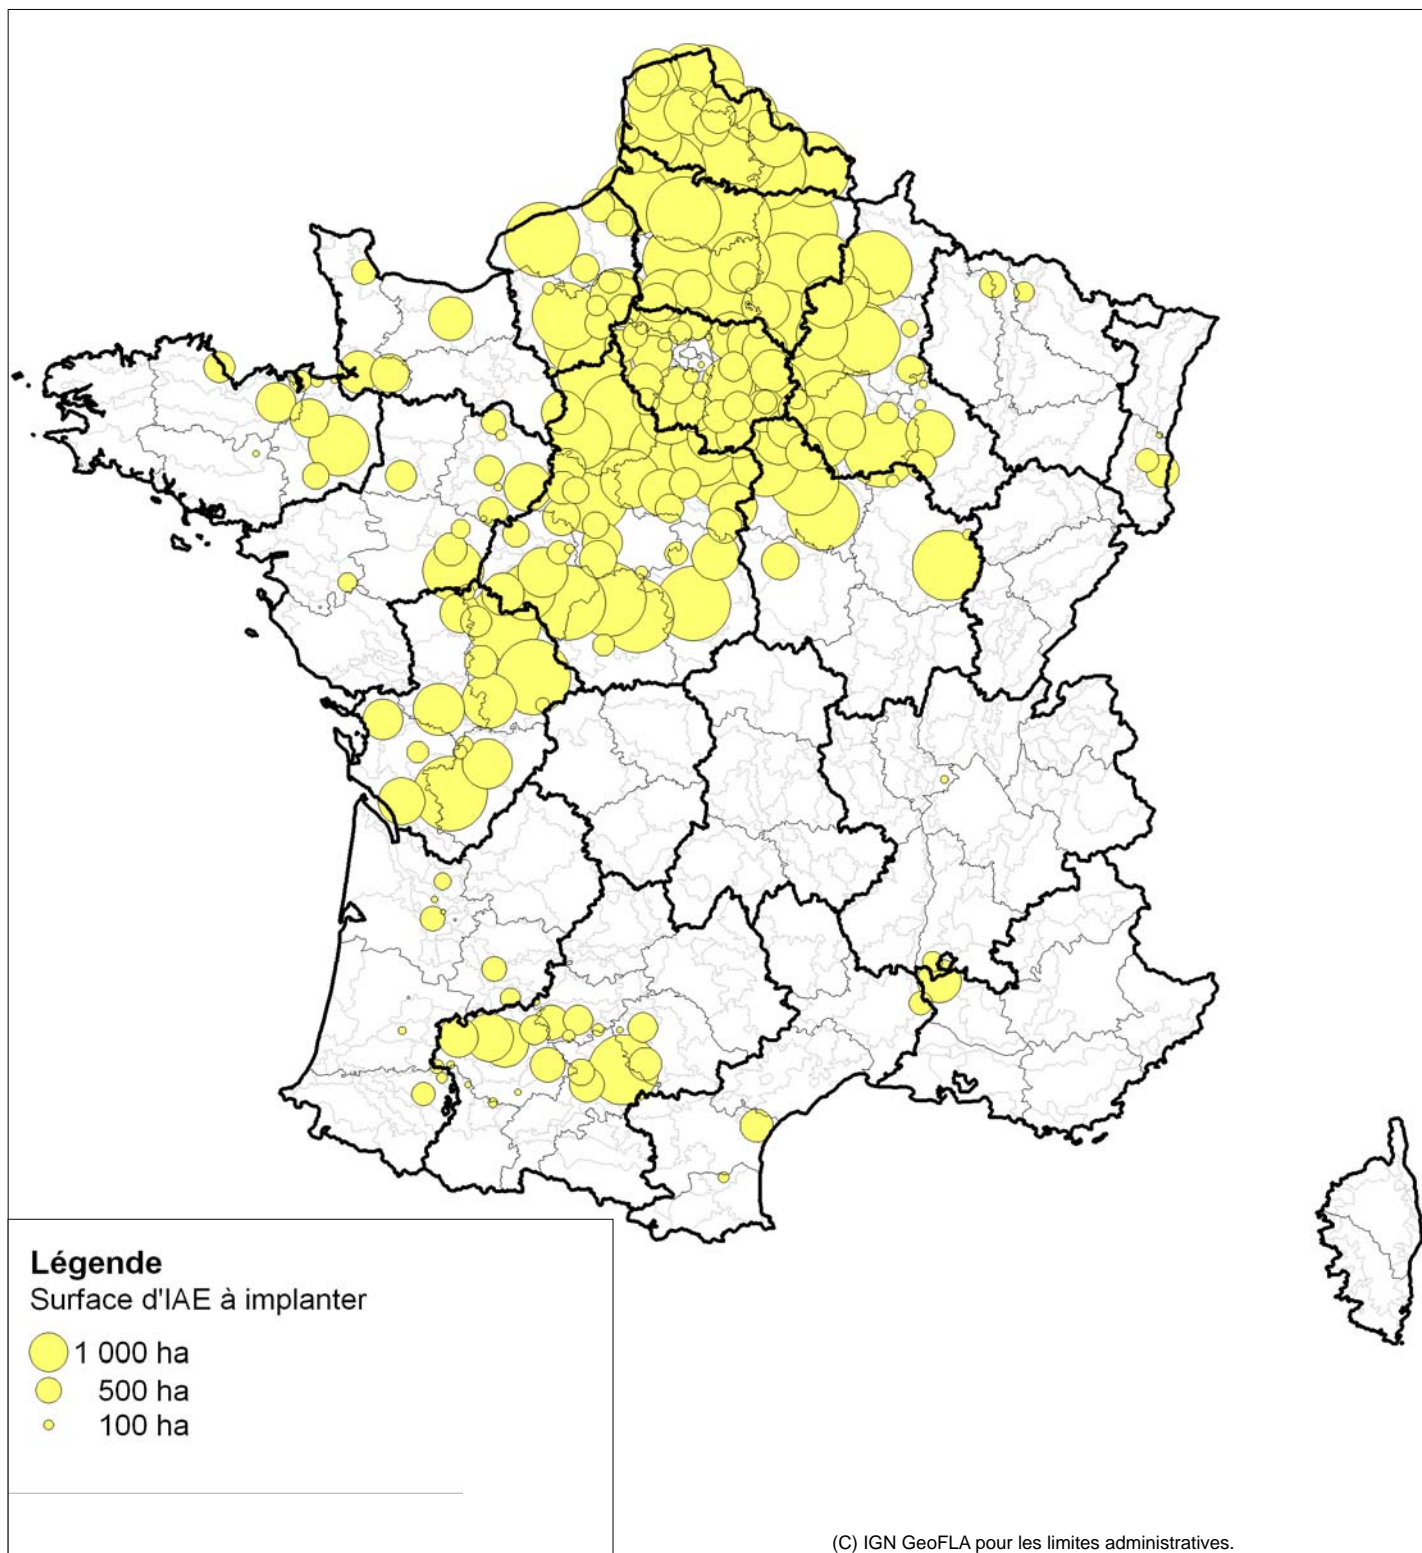 Légende
Surface d'IAE à implanter
1 000 ha
500 ha
100 ha
(C) IGN GeoFLA pour les limites administratives.